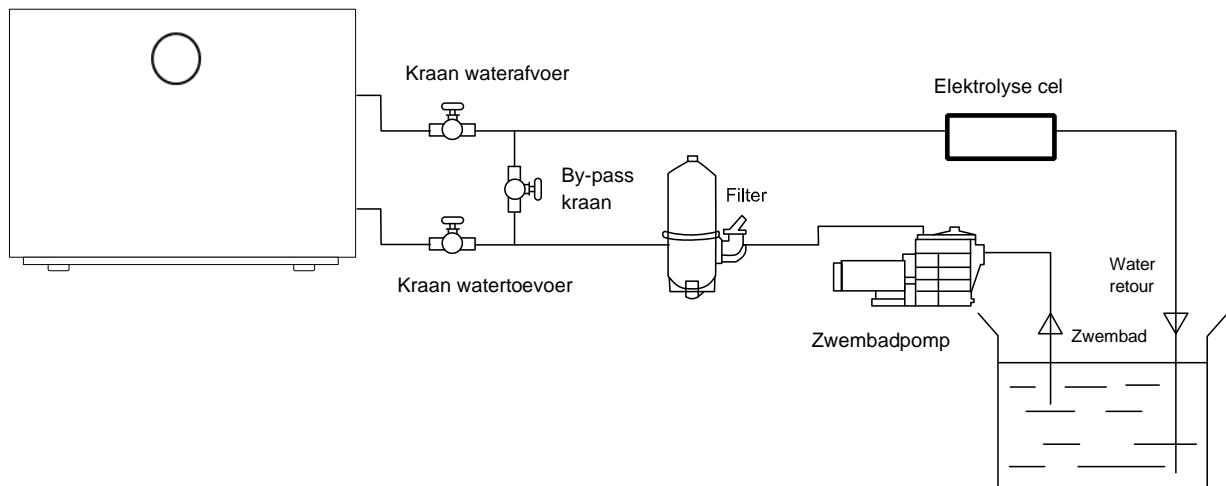 Kraan waterafvoer
Elektrolyse cel
By-pass
kraan
Filter
Kraan watertoevoer
Water
retour
Zwembad
Zwembadpomp